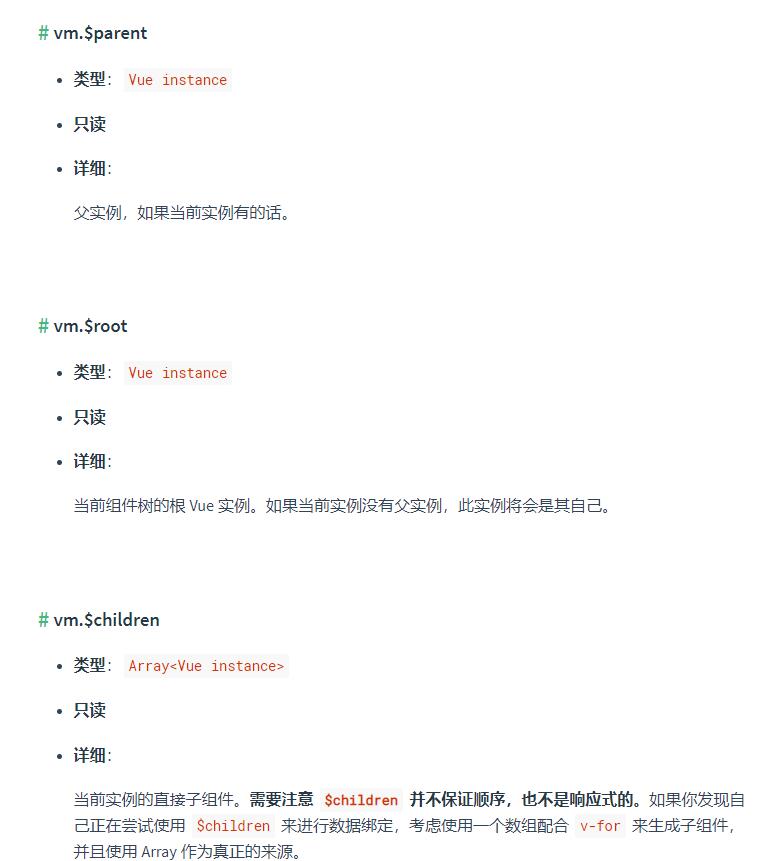 # vm.$parent
• 类型： Vue instance
• 只读
• 详细：
父实例，如果当前实例有的话。
# vm.$root
• 类型： Vue instance
• 只读
• 详细：
当前组件树的根 Vue 实例。如果当前实例没有父实例，此实例将会是其自己。
# vm.$children
• 类型： Array<Vue instance>
• 只读
• 详细：
当前实例的直接子组件。需要注意 $children 并不保证顺序，也不是响应式的。如果你发现自
己正在尝试使用 $children 来进行数据绑定，考虑使用一个数组配合 v-for 来生成子组件，
并且使用 Array 作为真正的来源。